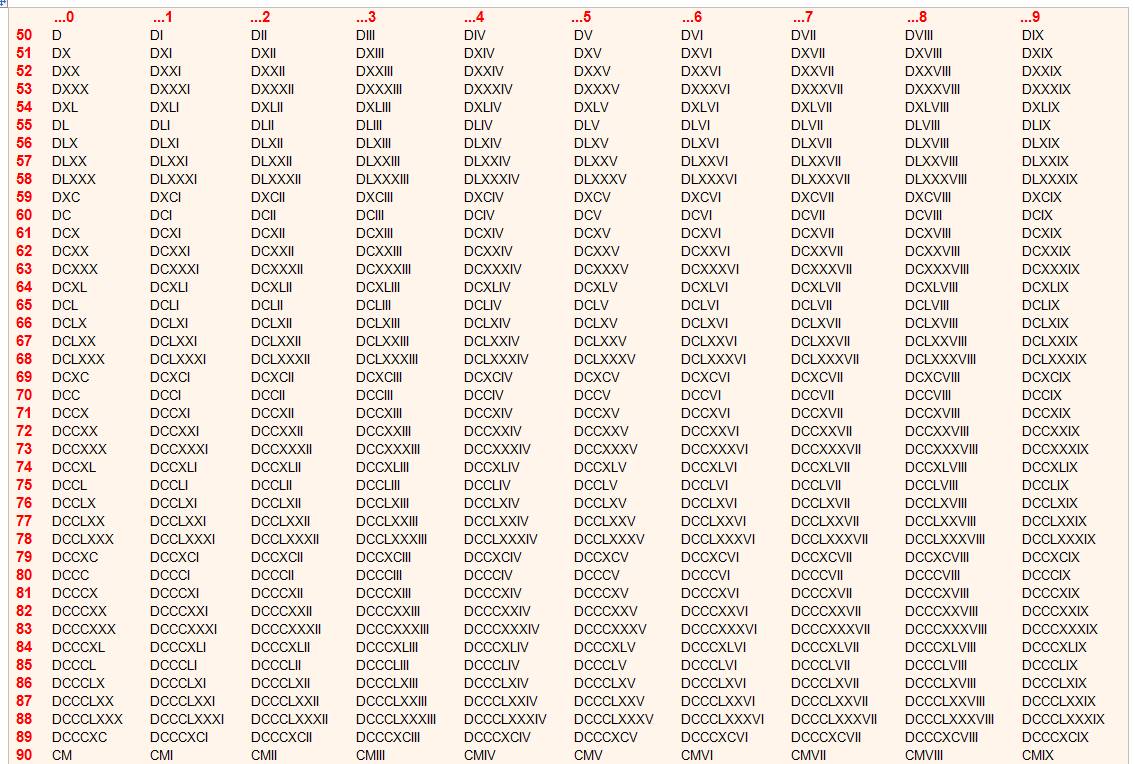 ...0 ...1 ...2 ...3 ...4 ...5 ...6 ...7 ...8 ...9
50 D DI DII DIII DIV DV DVI DVII DVIII DIX
51 DX DXI DXII DXIII DXIV DXV DXVI DXVII DXVIII DXIX
52 DXX DXXI DXXII DXXIII DXXIV DXXV DXXVI DXXVII DXXVIII DXXIX
53 DXXX DXXXI DXXXII DXXXIII DXXXIV DXXXV DXXXVI DXXXVII DXXXVIII DXXXIX
54 DXL DXLI DXLII DXLIII DXLIV DXLV DXLVI DXLVII DXLVIII DXLIX
55 DL DLI DLII DLIII DLIV DLV DLVI DLVII DLVIII DLIX
56 DLX DLXI DLXII DLXIII DLXIV DLXV DLXVI DLXVII DLXVIII DLXIX
57 DLXX DLXXI DLXXII DLXXIII DLXXIV DLXXV DLXXVI DLXXVII DLXXVIII DLXXIX
58 DLXXX DLXXXI DLXXXII DLXXXIII DLXXXIV DLXXXV DLXXXVI DLXXXVII DLXXXVIII DLXXXIX
59 DXC DXCI DXCII DXCIII DXCIV DXCV DXCVI DXCVII DXCVIII DXCIX
60 DC DCI DCII DCIII DCIV DCV DCVI DCVII DCVIII DCIX
61 DCX DCXI DCXII DCXIII DCXIV DCXV DCXVI DCXVII DCXVIII DCXIX
62 DCXX DCXXI DCXXII DCXXIII DCXXIV DCXXV DCXXVI DCXXVII DCXXVIII DCXXIX
63 DCXXX DCXXXI DCXXXII DCXXXIII DCXXXIV DCXXXV DCXXXVI DCXXXVII DCXXXVIII DCXXXIX
64 DCXL DCXLI DCXLII DCXLIII DCXLIV DCXLV DCXLVI DCXLVII DCXLVIII DCXLIX
65 DCL DCLI DCLII DCLIII DCLIV DCLV DCLVI DCLVII DCLVIII DCLIX
66 DCLX DCLXI DCLXII DCLXIII DCLXIV DCLXV DCLXVI DCLXVII DCLXVIII DCLXIX
67 DCLXX DCLXXI DCLXXII DCLXXIII DCLXXIV DCLXXV DCLXXVI DCLXXVII DCLXXVIII DCLXXIX
68 DCLXXX DCLXXXI DCLXXXII DCLXXXIII DCLXXXIV DCLXXXV DCLXXXVI DCLXXXVII DCLXXXVIII DCLXXXIX
69 DCXC DCXCI DCXCII DCXCIII DCXCIV DCXCV DCXCVI DCXCVII DCXCVIII DCXCIX
70 DCC DCCI DCCII DCCIII DCCIV DCCV DCCVI DCCVII DCCVIII DCCIX
71 DCCX DCCXI DCCXII DCCXIII DCCXIV DCCXV DCCXVI DCCXVII DCCXVIII DCCXIX
72 DCCXX DCCXXI DCCXXII DCCXXIII DCCXXIV DCCXXV DCCXXVI DCCXXVII DCCXXVIII DCCXXIX
73 DCCXXX DCCXXXI DCCXXXII DCCXXXIII DCCXXXIV DCCXXXV DCCXXXVI DCCXXXVII DCCXXXVIII DCCXXXIX
74 DCCXL DCCXLI DCCXLII DCCXLIII DCCXLIV DCCXLV DCCXLVI DCCXLVII DCCXLVIII DCCXLIX
75 DCCL DCCLI DCCLII DCCLIII DCCLIV DCCLV DCCLVI DCCLVII DCCLVIII DCCLIX
76 DCCLX DCCLXI DCCLXII DCCLXIII DCCLXIV DCCLXV DCCLXVI DCCLXVII DCCLXVIII DCCLXIX
77 DCCLXX DCCLXXI DCCLXXII DCCLXXIII DCCLXXIV DCCLXXV DCCLXXVI DCCLXXVII DCCLXXVIII DCCLXXIX
78 DCCLXXX DCCLXXXI DCCLXXXII DCCLXXXIII DCCLXXXIV DCCLXXXV DCCLXXXVI DCCLXXXVII DCCLXXXVIII DCCLXXXIX
79 DCCXC DCCXCI DCCXCII DCCXCIII DCCXCIV DCCXCV DCCXCVI DCCXCVII DCCXCVIII DCCXCIX
80 DCCC DCCCI DCCCII DCCCIII DCCCIV DCCCV DCCCVI DCCCVII DCCCVIII DCCCIX
81 DCCCX DCCCXI DCCCXII DCCCXIII DCCCXIV DCCCXV DCCCXVI DCCCXVII DCCCXVIII DCCCXIX
82 DCCCXX DCCCXXI DCCCXXII DCCCXXIII DCCCXXIV DCCCXXV DCCCXXVI DCCCXXVII DCCCXXVIII DCCCXXIX
83 DCCCXXX DCCCXXXI DCCCXXXII DCCCXXXIII DCCCXXXIV DCCCXXXV DCCCXXXVI DCCCXXXVII DCCCXXXVIII DCCCXXXIX
84 DCCCXL DCCCXLI DCCCXLII DCCCXLIII DCCCXLIV DCCCXLV DCCCXLVI DCCCXLVII DCCCXLVIII DCCCXLIX
85 DCCCL DCCCLI DCCCLII DCCCLIII DCCCLIV DCCCLV DCCCLVI DCCCLVII DCCCLVIII DCCCLIX
86 DCCCLX DCCCLXI DCCCLXII DCCCLXIII DCCCLXIV DCCCLXV DCCCLXVI DCCCLXVII DCCCLXVIII DCCCLXIX
87 DCCCLXX DCCCLXXI DCCCLXXII DCCCLXXIII DCCCLXXIV DCCCLXXV DCCCLXXVI DCCCLXXVII DCCCLXXVIII DCCCLXXIX
88 DCCCLXXX DCCCLXXXI DCCCLXXXII DCCCLXXXIII DCCCLXXXIV DCCCLXXXV DCCCLXXXVI DCCCLXXXVII DCCCLXXXVIII DCCCLXXXIX
89 DCCCXC DCCCXCI DCCCXCII DCCCXCIII DCCCXCIV DCCCXCV DCCCXCVI DCCCXCVII DCCCXCVIII DCCCXCIX
90 CM CMI CMII CMIII CMIV CMV CMVI CMVII CMVIII CMIX